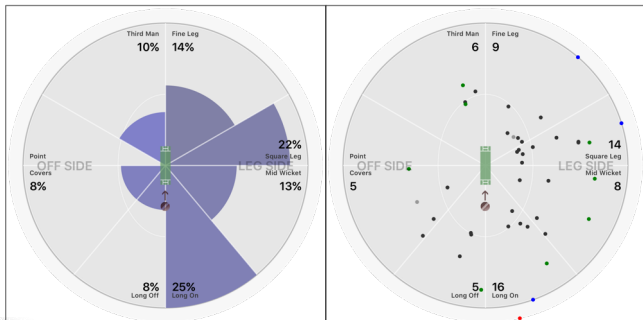 Third Man
10%
Fine Leg
14%
22%
Square Leg
Mid Wicket
13%
25%
Long On
8%
Long Off
Point
Covers
8%
OFF SIDE
LEG SIDE
Third Man
6
Fine Leg
9
14
Square Leg
Mid Wicket
8
16
Long On
5
Long Off
Point
Covers
5
OFF SIDE
LEG SIDE